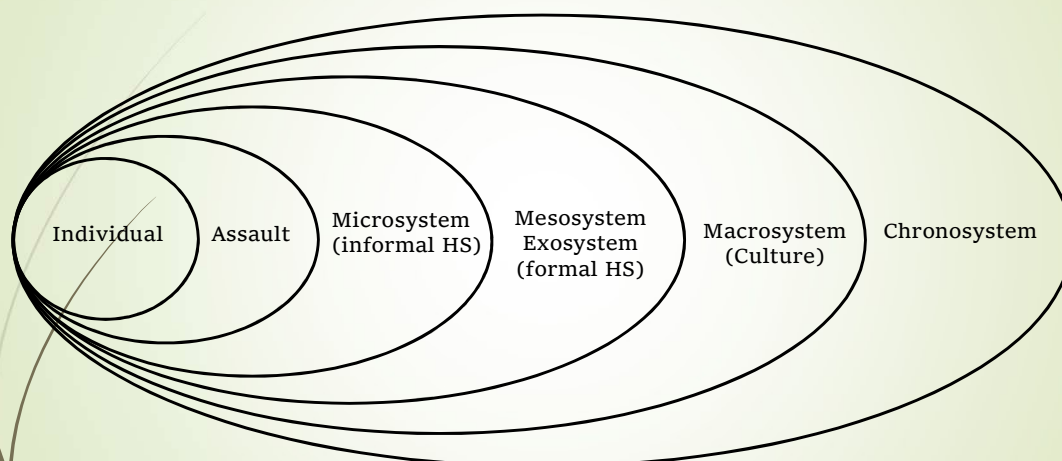 Individual
Assault
Microsystem
(informal HS)
Mesosystem
Exosystem
(formal HS)
Macrosystem
(Culture)
Chronosystem